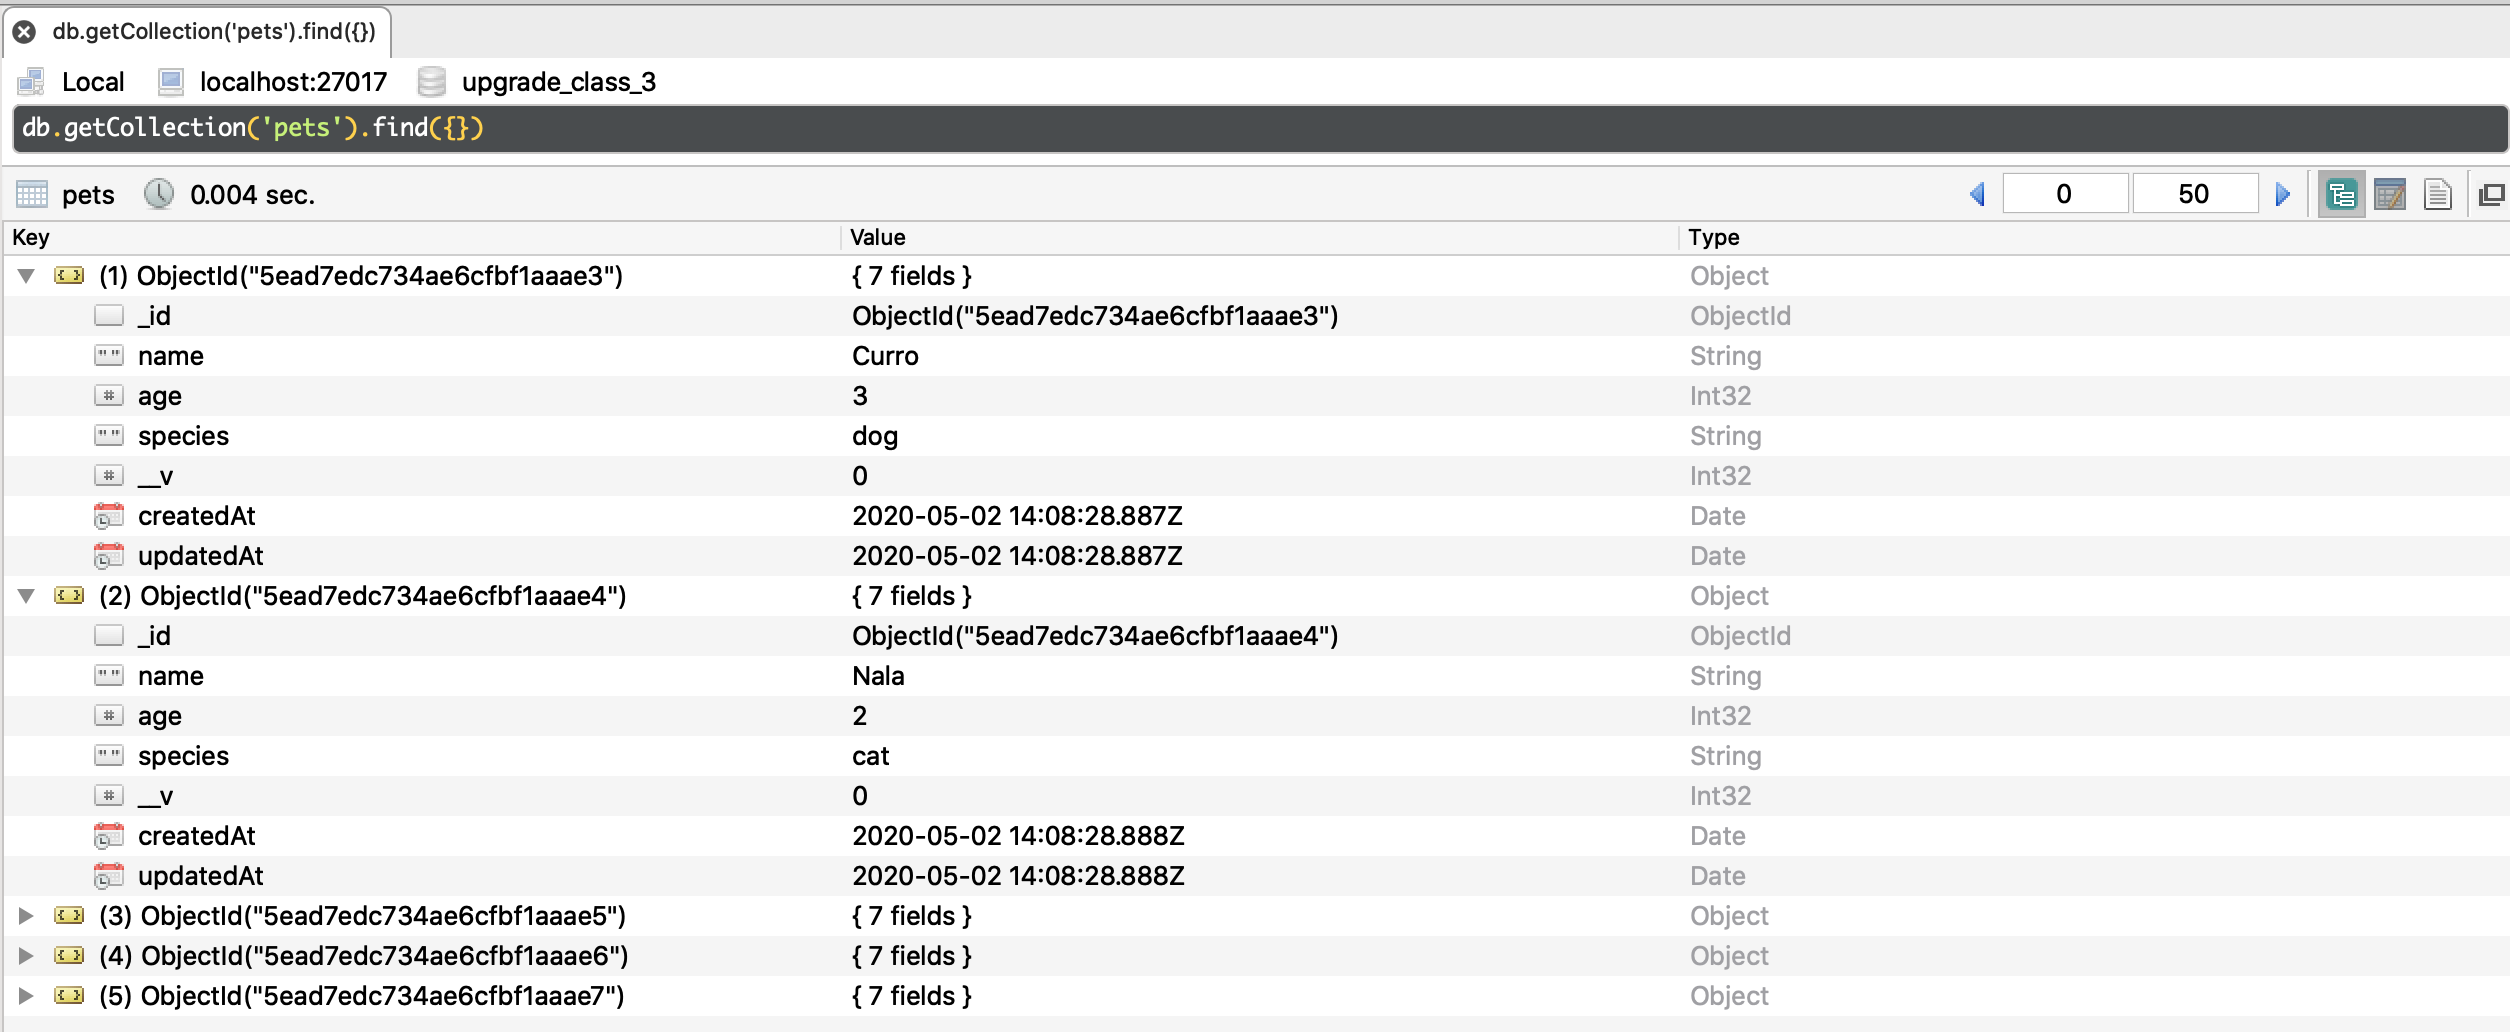 db.getCollection('pets').find({})
Local localhost:27017 upgrade_class_3
db.getCollection('pets').find({})
pets 0.004 sec. 0 50
Key Value Type
(1) ObjectId("5ead7edc734ae6cfbf1aaae3") { 7 fields } Object
_id ObjectId("5ead7edc734ae6cfbf1aaae3") ObjectId
name Curro String
age 3 Int32
species dog String
__v 0 Int32
createdAt 2020-05-02 14:08:28.887Z Date
updatedAt 2020-05-02 14:08:28.887Z Date
(2) ObjectId("5ead7edc734ae6cfbf1aaae4") { 7 fields } Object
_id ObjectId("5ead7edc734ae6cfbf1aaae4") ObjectId
name Nala String
age 2 Int32
species cat String
__v 0 Int32
createdAt 2020-05-02 14:08:28.888Z Date
updatedAt 2020-05-02 14:08:28.888Z Date
(3) ObjectId("5ead7edc734ae6cfbf1aaae5") { 7 fields } Object
(4) ObjectId("5ead7edc734ae6cfbf1aaae6") { 7 fields } Object
(5) ObjectId("5ead7edc734ae6cfbf1aaae7") { 7 fields } Object